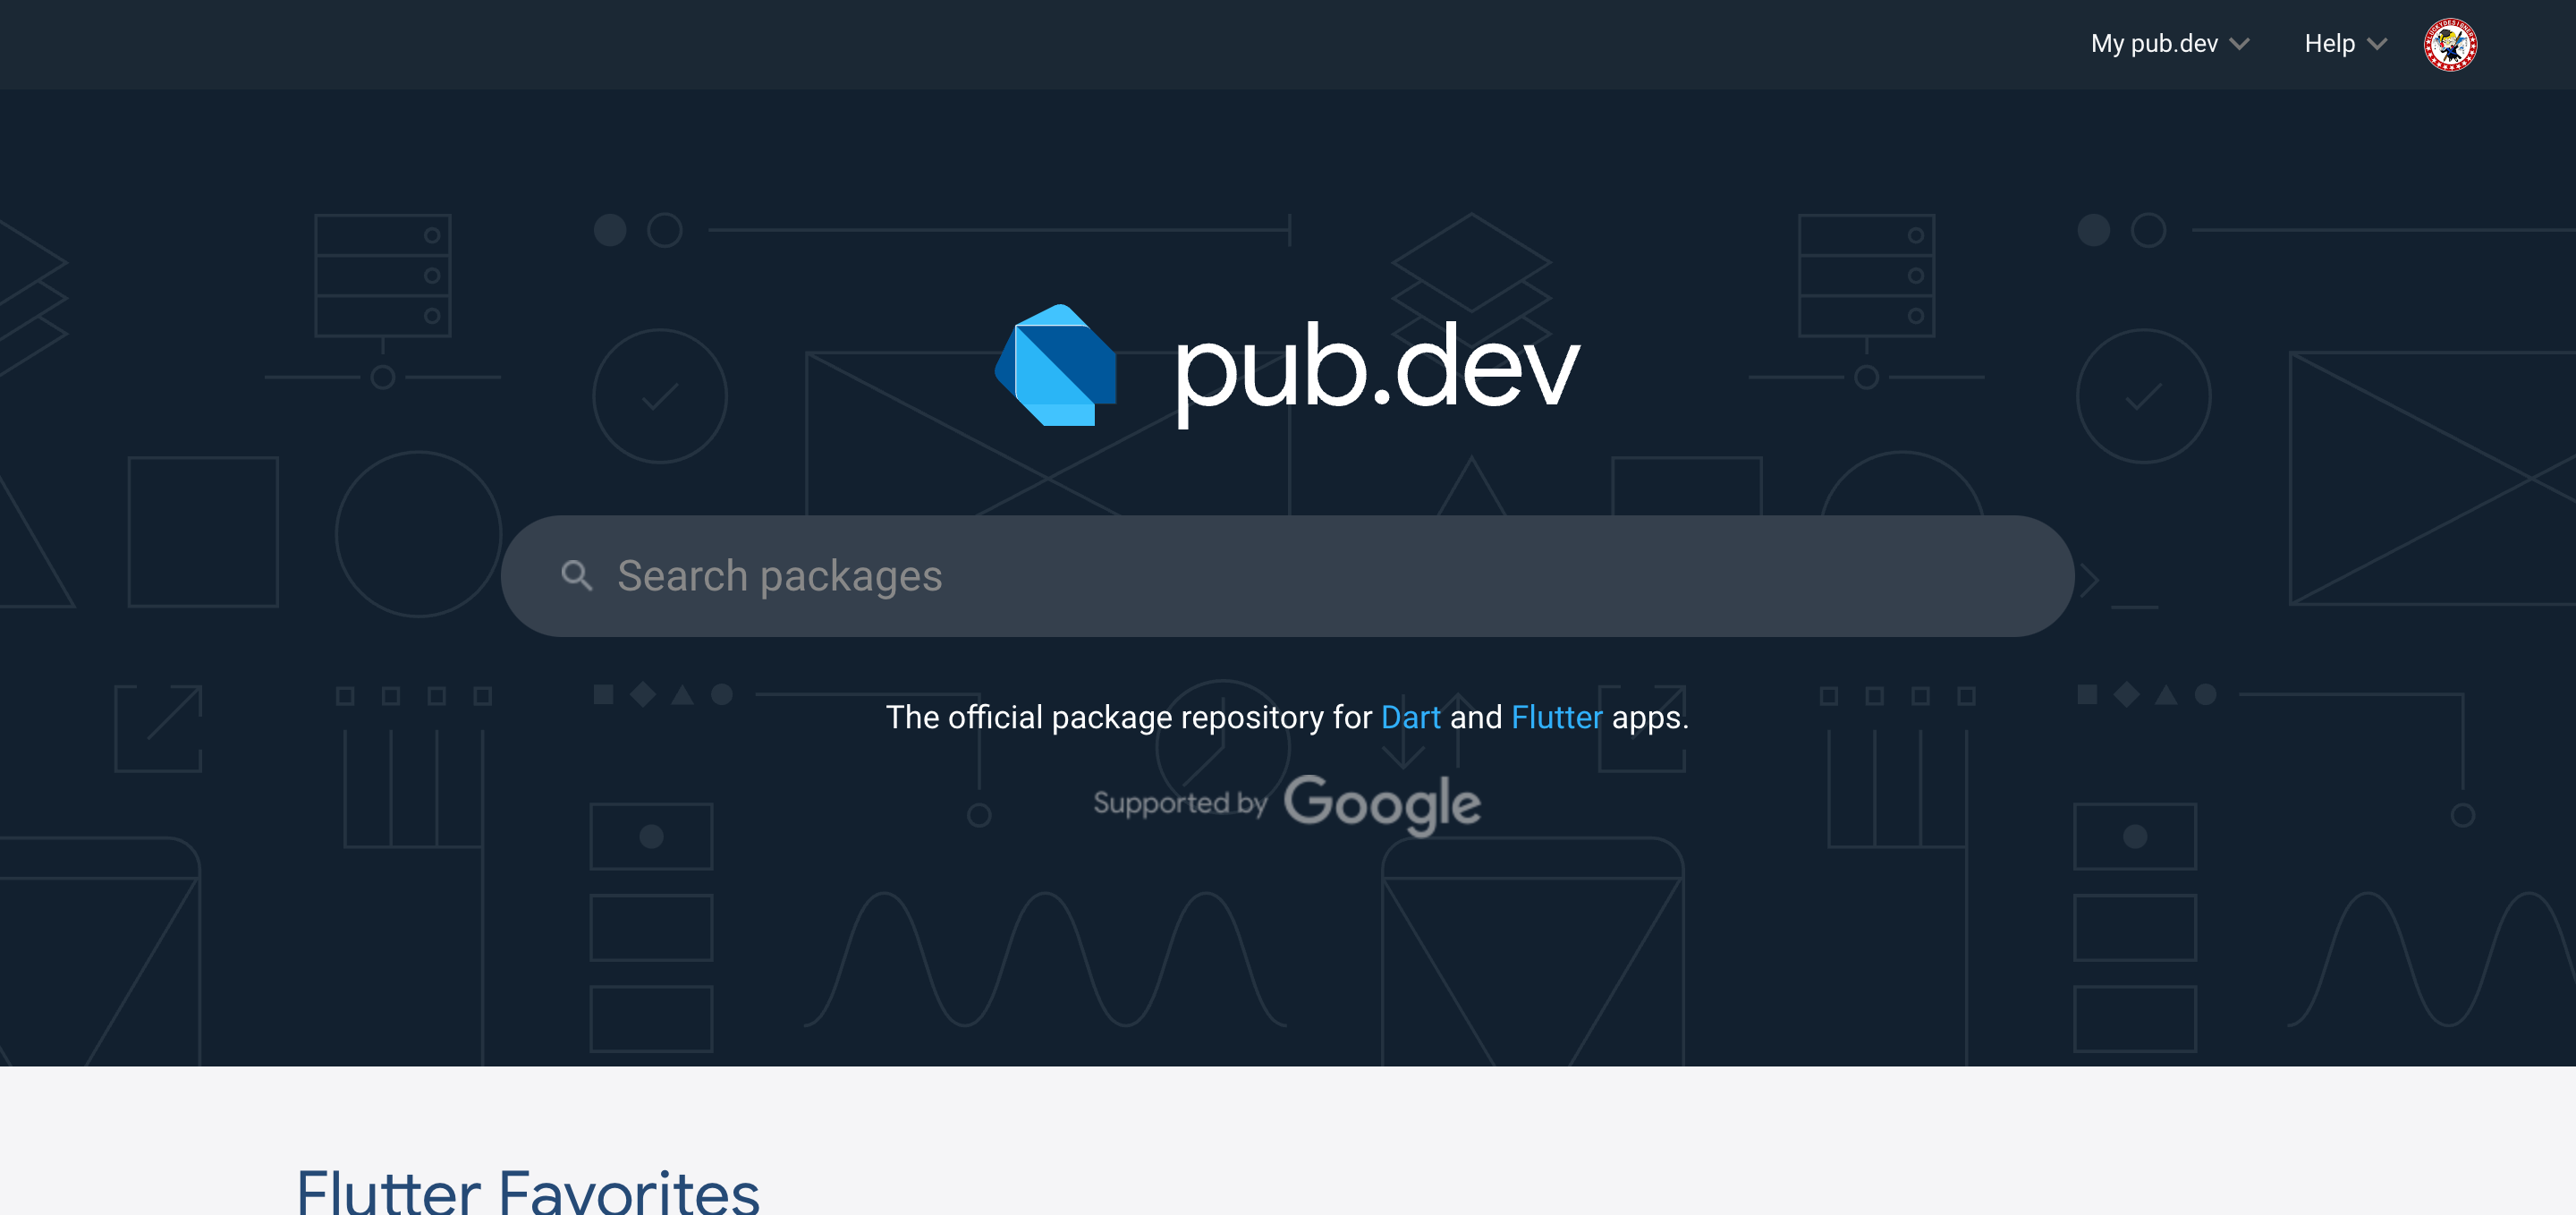 My pub.dev
Help
pub.dev
Search packages
The official package repository for Dart and Flutter apps.
Supported by Google
Flutter Favorites